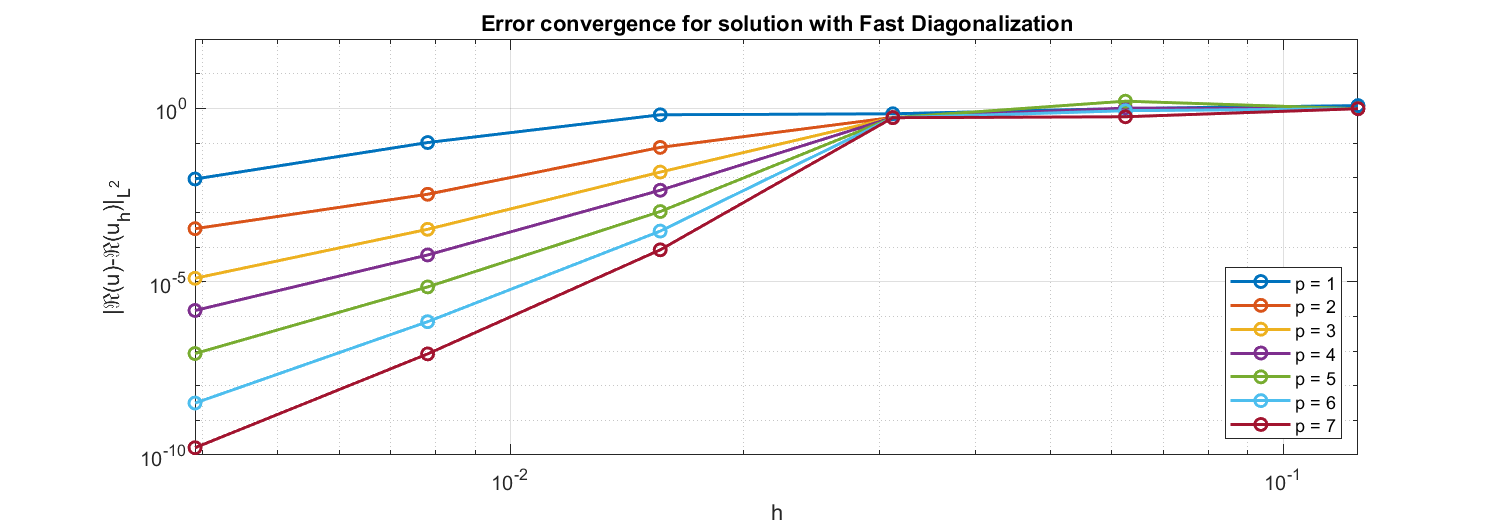 Error convergence for solution with Fast Diagonalization
|ℜ(u)-ℜ(u_h)|_{L^2}
10^0
10^-5
10^-10
10^-2
10^-1
h
p = 1
p = 2
p = 3
p = 4
p = 5
p = 6
p = 7